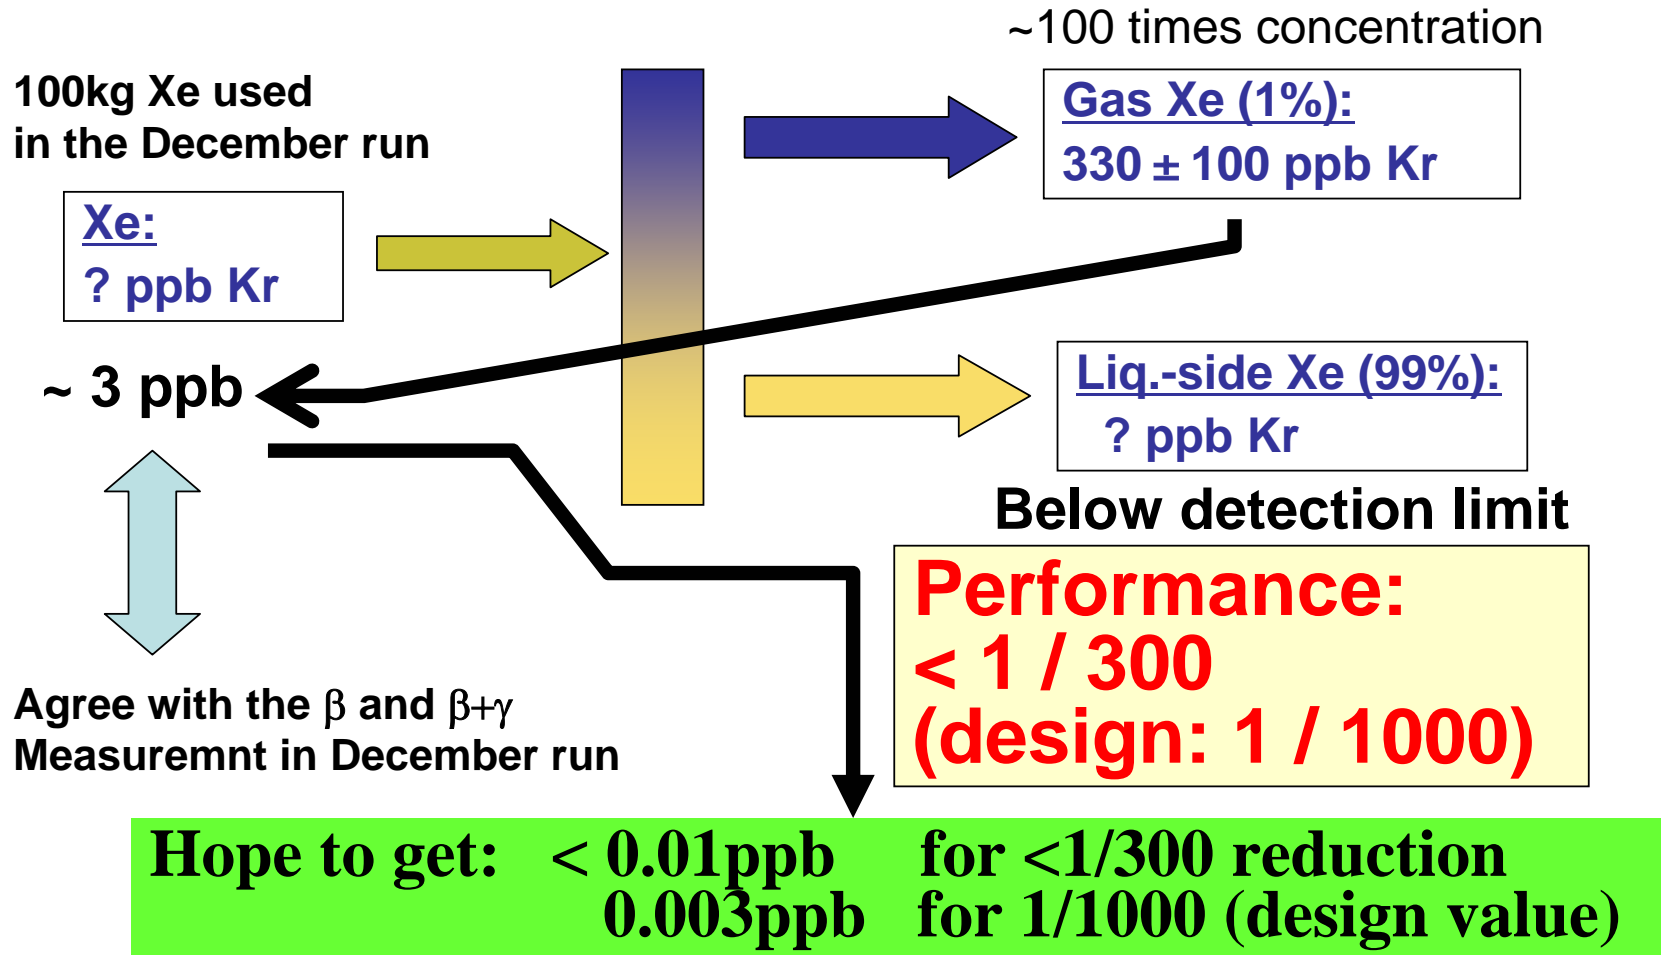 ~100 times concentration
100kg Xe used
in the December run
Gas Xe (1%):
330 ± 100 ppb Kr
Xe:
? ppb Kr
~ 3 ppb
Liq.-side Xe (99%):
? ppb Kr
Below detection limit
Performance:
< 1 / 300
(design: 1 / 1000)
Agree with the β and β+γ
Measuremnt in December run
Hope to get: < 0.01ppb for <1/300 reduction
0.003ppb for 1/1000 (design value)